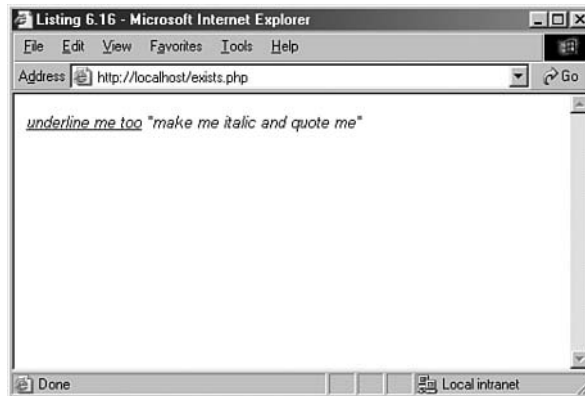 Listing 6.16 - Microsoft Internet Explorer
File Edit View Favorites Tools Help
Address http://localhost/exists.php Go
underline me too "make me italic and quote me"
Done Local intranet